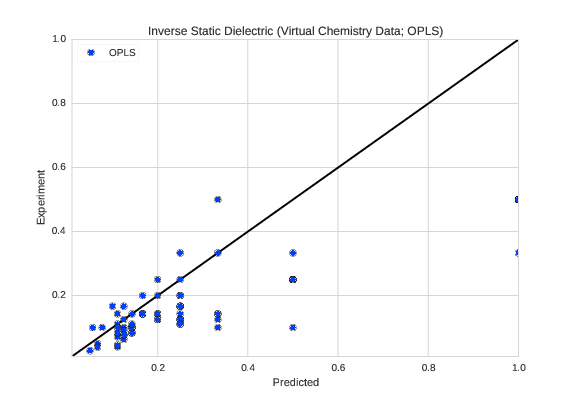 Inverse Static Dielectric (Virtual Chemistry Data; OPLS)
OPLS
1.0
0.8
0.6
0.4
0.2
Experiment
0.2 0.4 0.6 0.8 1.0
Predicted